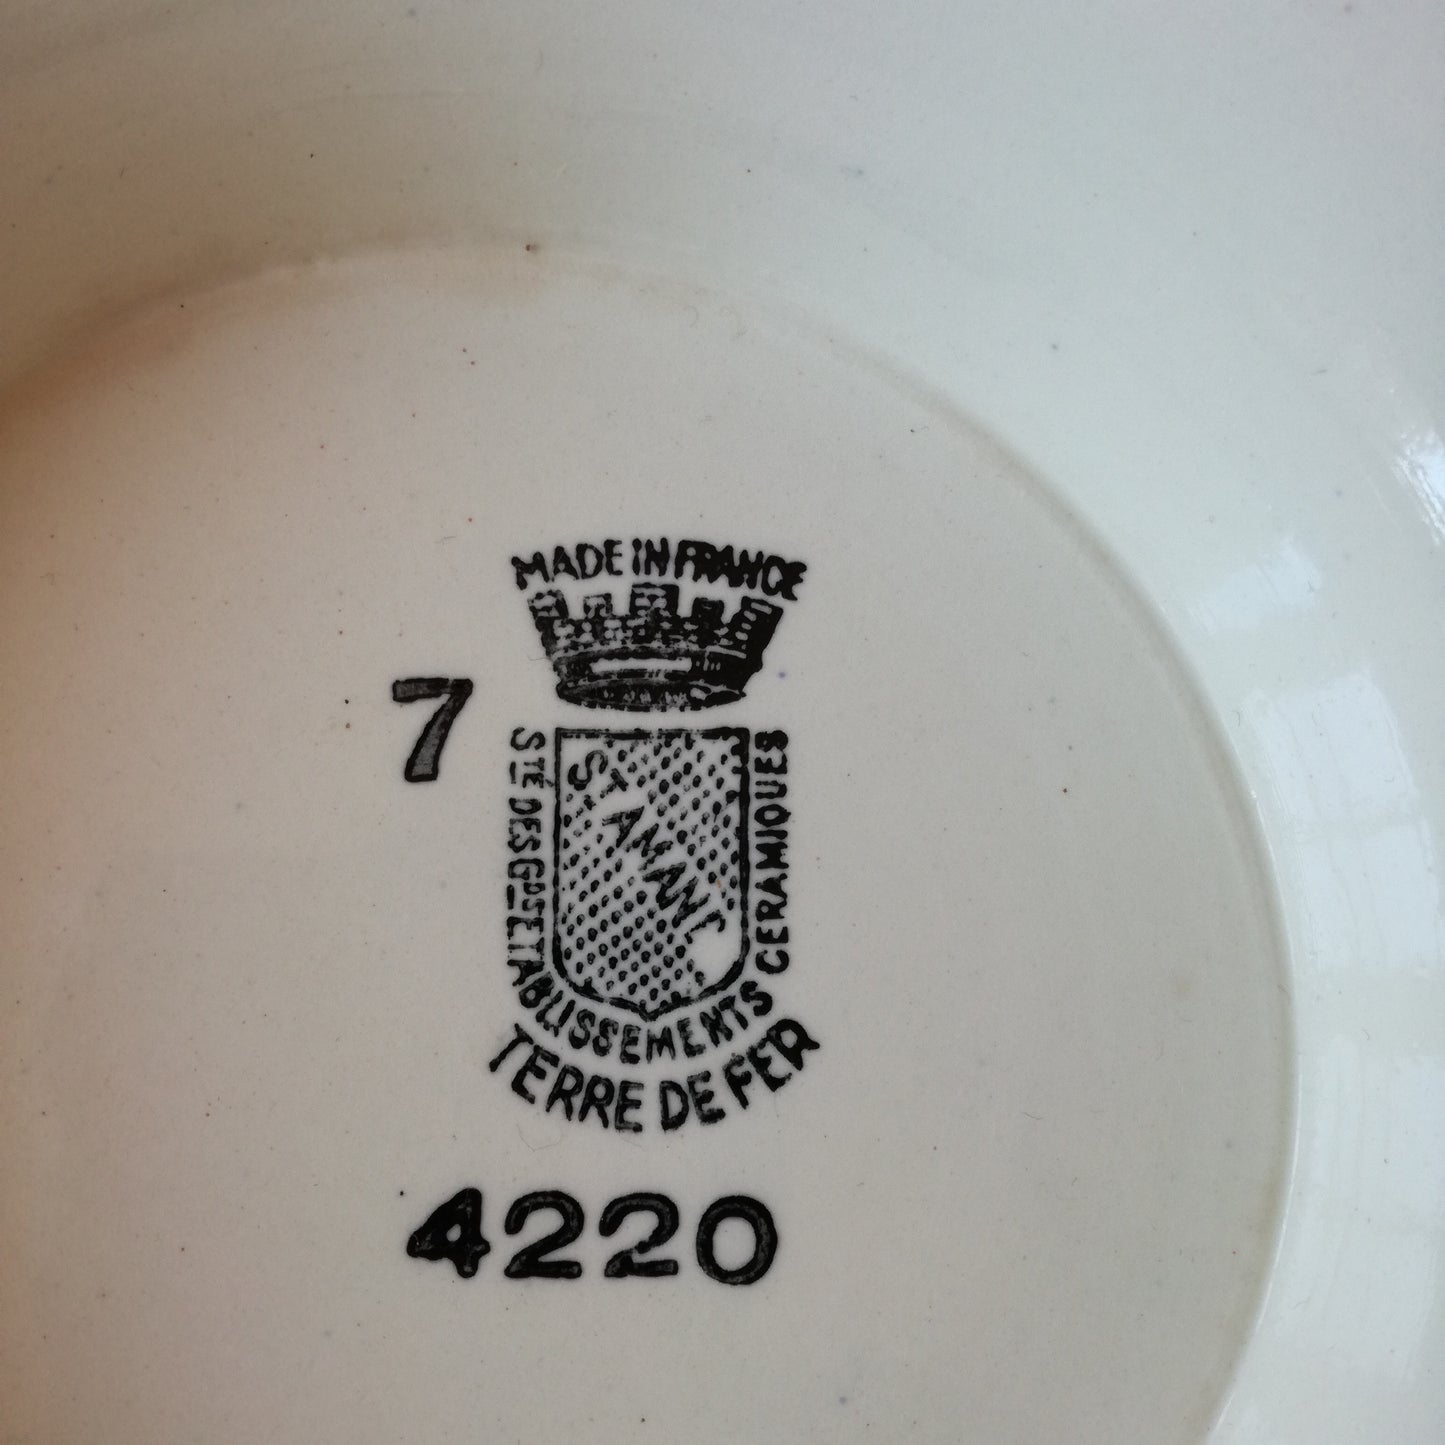 MADE IN FRANCE
7
ST AMAND
STÉ DES GDS ETABLISSEMENTS CERAMIQUES
TERRE DE FER
4220